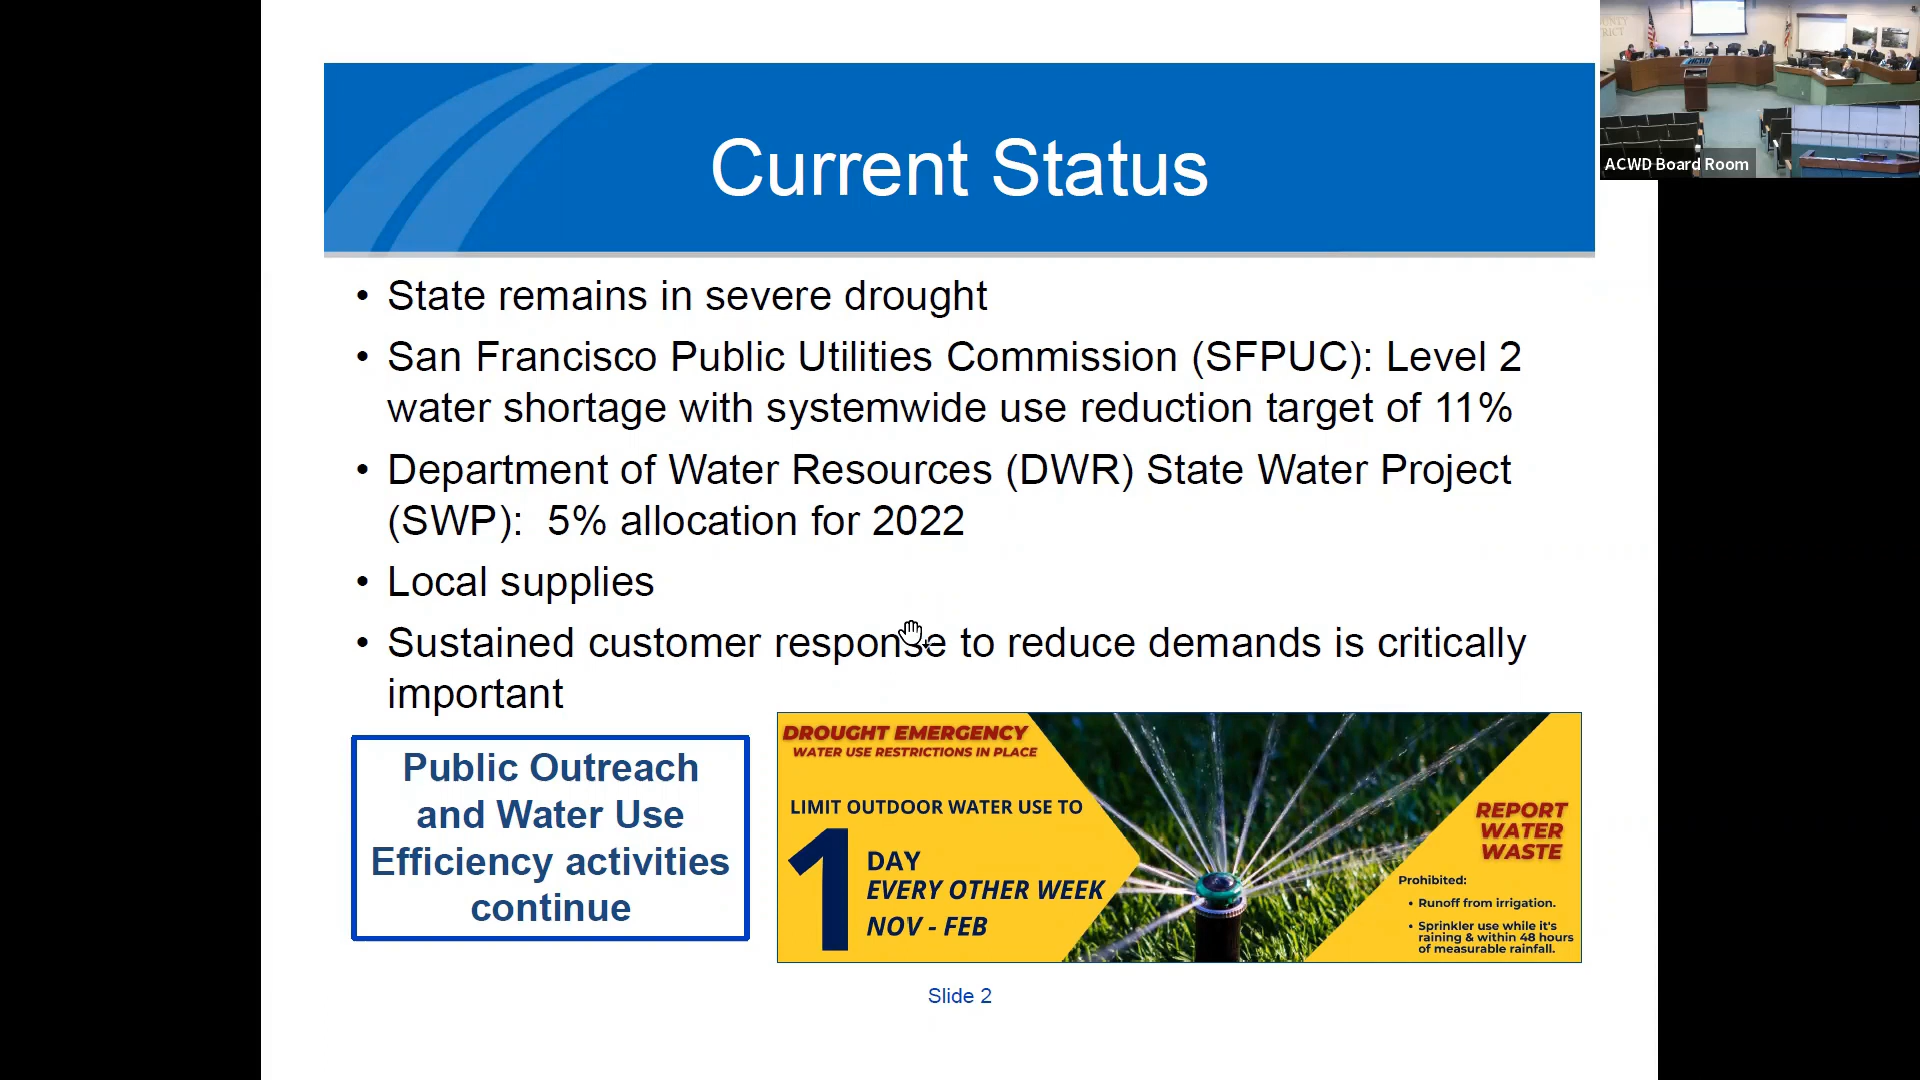 Current Status
• State remains in severe drought
• San Francisco Public Utilities Commission (SFPUC): Level 2
water shortage with systemwide use reduction target of 11%
• Department of Water Resources (DWR) State Water Project
(SWP):  5% allocation for 2022
• Local supplies
• Sustained customer response to reduce demands is critically
important
Public Outreach
and Water Use
Efficiency activities
continue
DROUGHT EMERGENCY
WATER USE RESTRICTIONS IN PLACE
LIMIT OUTDOOR WATER USE TO
1
DAY
EVERY OTHER WEEK
NOV - FEB
REPORT
WATER
WASTE
Prohibited:
• Runoff from irrigation.
• Sprinkler use while it's
raining & within 48 hours
of measurable rainfall.
Slide 2
ACWD
ACWD Board Room